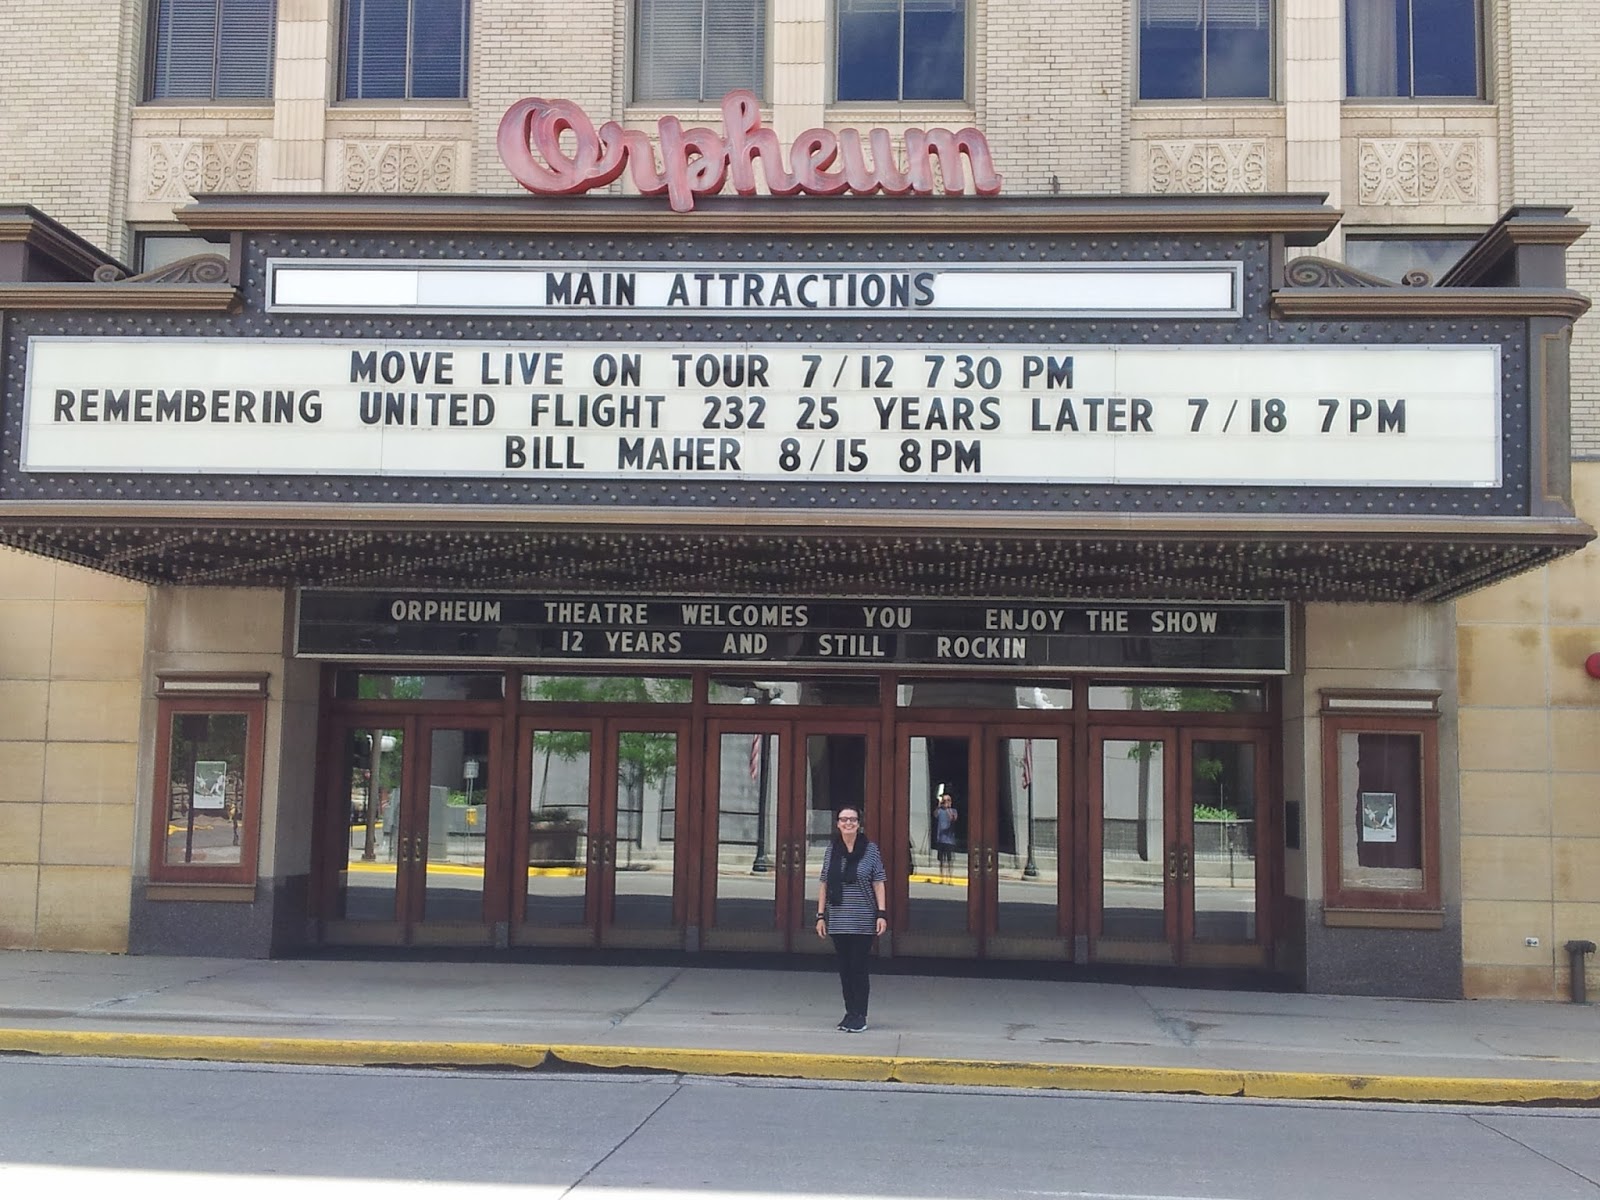 Orpheum
MAIN ATTRACTIONS
MOVE LIVE ON TOUR 7/12 730 PM
REMEMBERING UNITED FLIGHT 232 25 YEARS LATER 7/18 7PM
BILL MAHER 8/15 8PM
ORPHEUM THEATRE WELCOMES YOU ENJOY THE SHOW
12 YEARS AND STILL ROCKIN